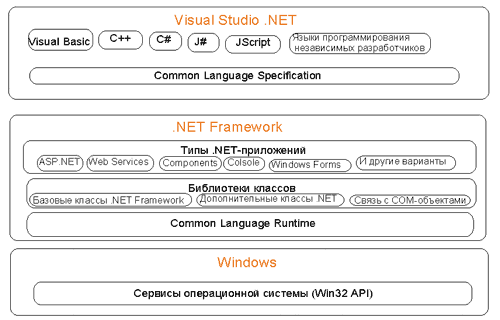 Visual Studio .NET
Visual Basic C++ C# J# JScript Языки программирования
независимых разработчиков
Common Language Specification
.NET Framework
Типы .NET-приложений
ASP.NET Web Services Components Colsole Windows Forms И другие варианты
Библиотеки классов
Базовые классы .NET Framework Дополнительные классы .NET Связь с COM-объектами
Common Language Runtime
Windows
Сервисы операционной системы (Win32 API)